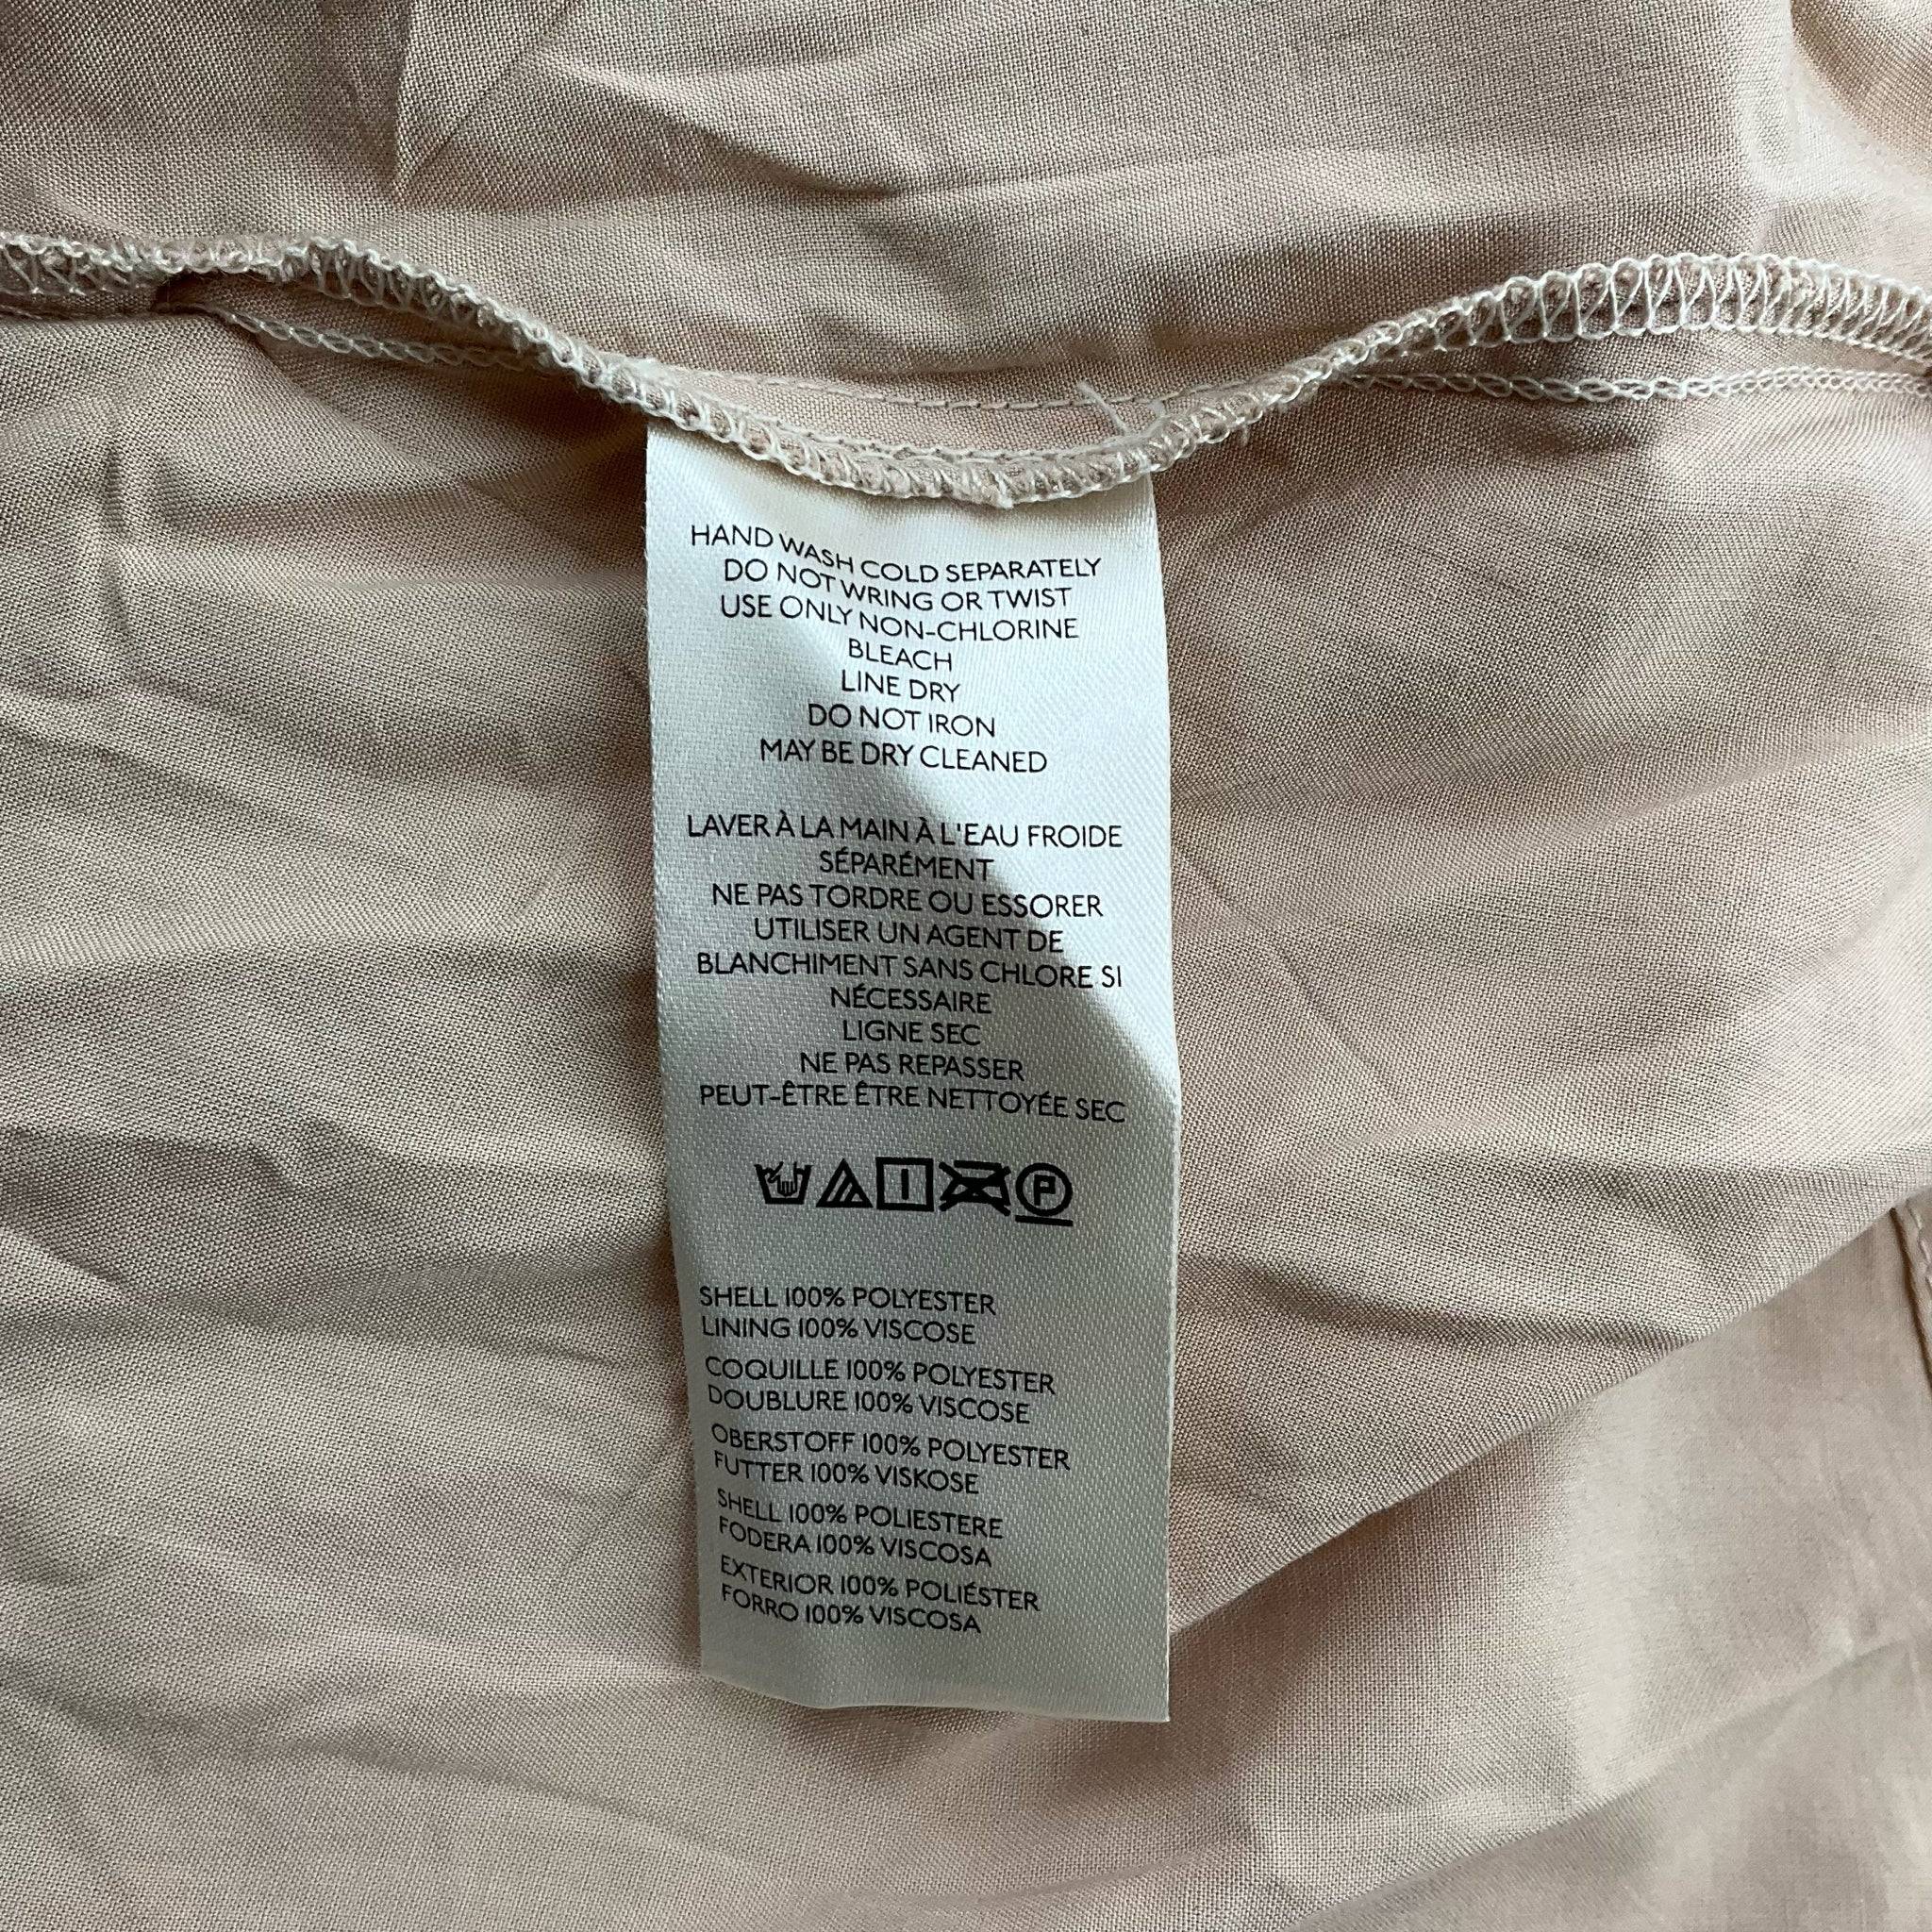 HAND WASH COLD SEPARATELY
DO NOT WRING OR TWIST
USE ONLY NON-CHLORINE
BLEACH
LINE DRY
DO NOT IRON
MAY BE DRY CLEANED
LAVER À LA MAIN À L'EAU FROIDE
SÉPARÉMENT
NE PAS TORDRE OU ESSORER
UTILISER UN AGENT DE
BLANCHIMENT SANS CHLORE SI
NÉCESSAIRE
LIGNE SEC
NE PAS REPASSER
PEUT-ÊTRE ÊTRE NETTOYÉE SEC
P
SHELL 100% POLYESTER
LINING 100% VISCOSE
COQUILLE 100% POLYESTER
DOUBLURE 100% VISCOSE
OBERSTOFF 100% POLYESTER
FUTTER 100% VISKOSE
SHELL 100% POLIESTERE
FODERA 100% VISCOSA
EXTERIOR 100% POLIÉSTER
FORRO 100% VISCOSA